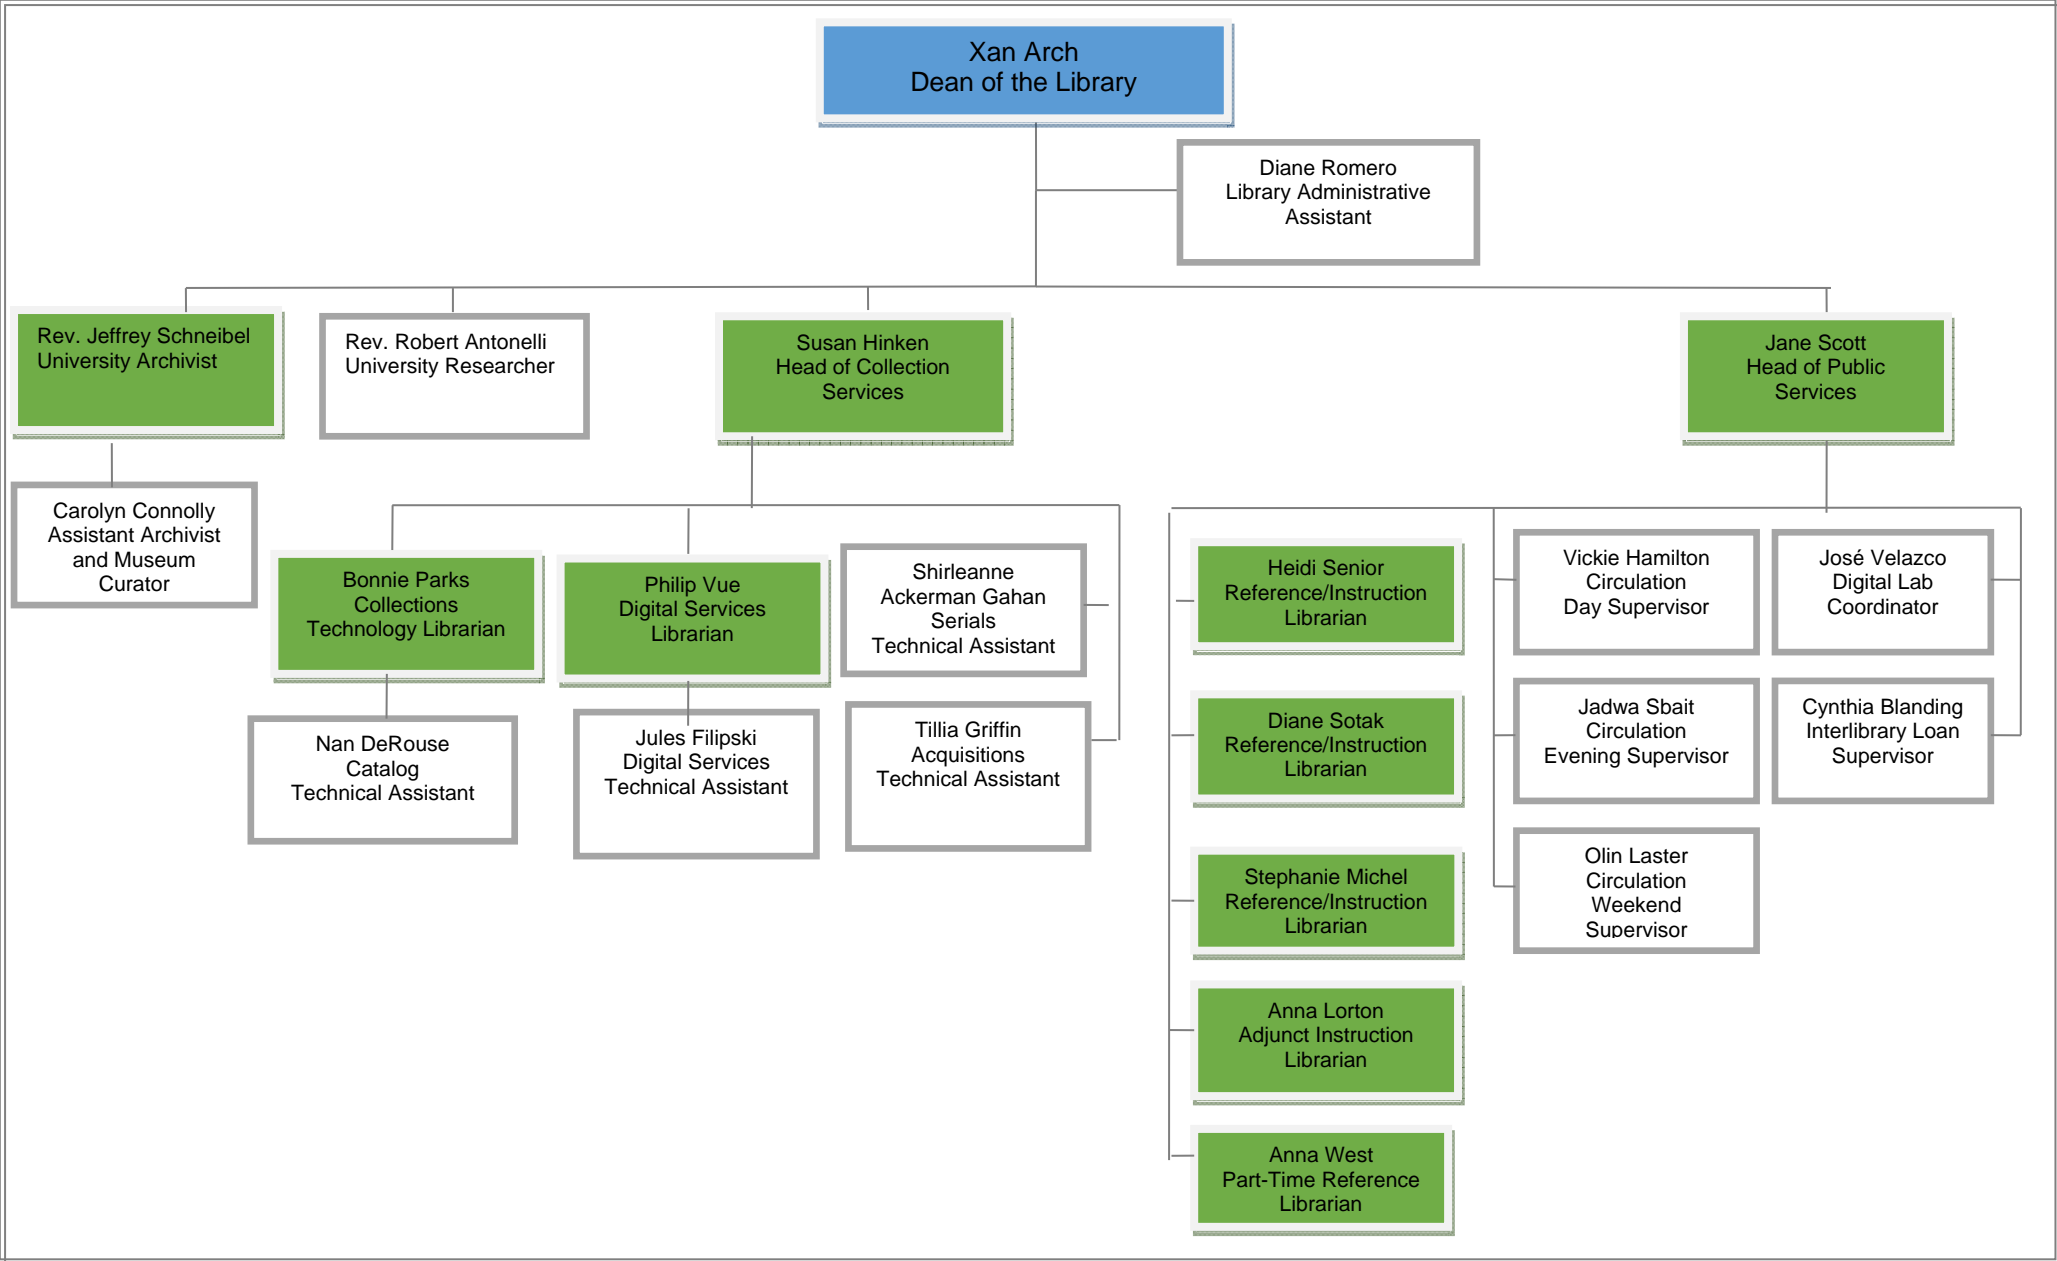 Xan Arch
Dean of the Library
Diane Romero
Library Administrative
Assistant
Rev. Jeffrey Schneibel
University Archivist
Rev. Robert Antonelli
University Researcher
Susan Hinken
Head of Collection
Services
Jane Scott
Head of Public
Services
Carolyn Connolly
Assistant Archivist
and Museum
Curator
Bonnie Parks
Collections
Technology Librarian
Philip Vue
Digital Services
Librarian
Shirleanne
Ackerman Gahan
Serials
Technical Assistant
Nan DeRouse
Catalog
Technical Assistant
Jules Filipski
Digital Services
Technical Assistant
Tillia Griffin
Acquisitions
Technical Assistant
Heidi Senior
Reference/Instruction
Librarian
Diane Sotak
Reference/Instruction
Librarian
Stephanie Michel
Reference/Instruction
Librarian
Anna Lorton
Adjunct Instruction
Librarian
Anna West
Part-Time Reference
Librarian
Vickie Hamilton
Circulation
Day Supervisor
Jadwa Sbait
Circulation
Evening Supervisor
Olin Laster
Circulation
Weekend
Supervisor
José Velazco
Digital Lab
Coordinator
Cynthia Blanding
Interlibrary Loan
Supervisor